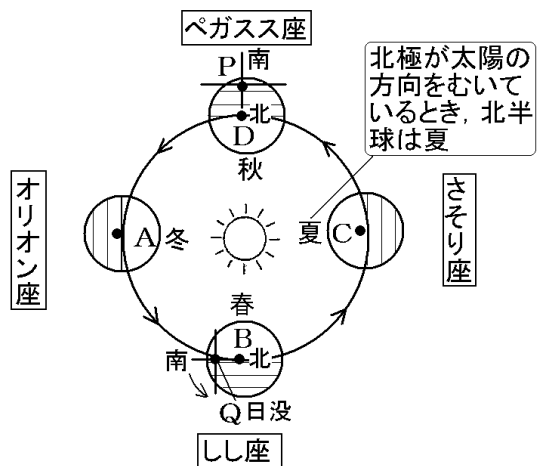 ペガスス座
P
南
北
D
秋
北極が太陽の
方向をむいて
いるとき，北半
球は夏
オリオン座
A
冬
夏
C
さそり座
春
B
北
南
Q日没
しし座